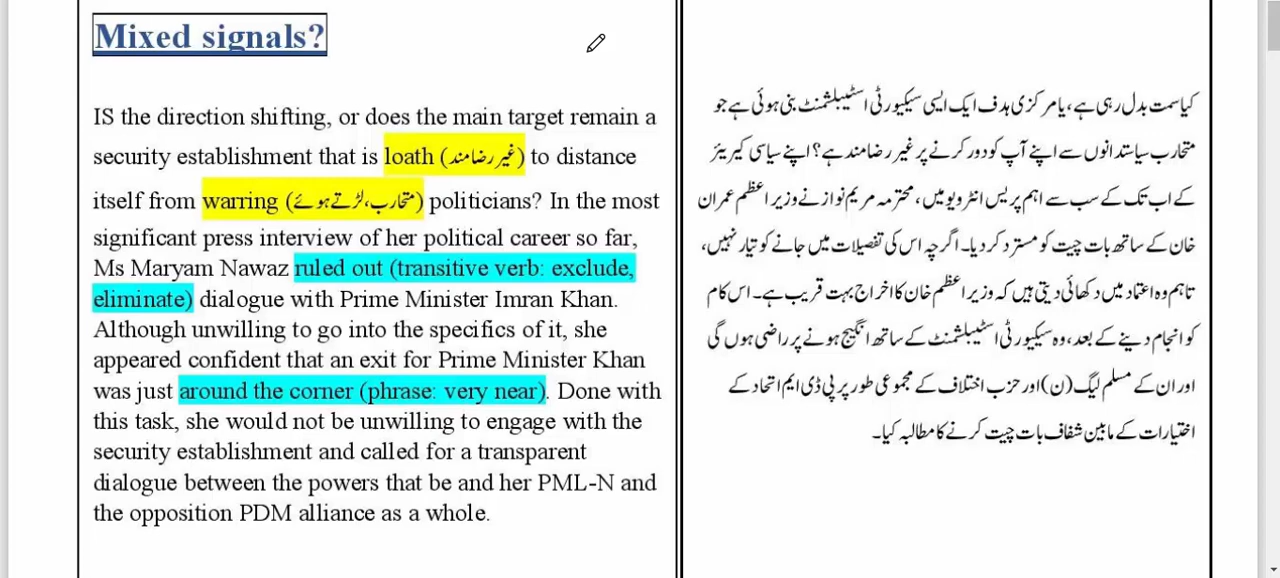 Mixed signals?
IS the direction shifting, or does the main target remain a
security establishment that is loath (غیر رضامند) to distance
itself from warring (متحارب، لڑتے ہوئے) politicians? In the most
significant press interview of her political career so far,
Ms Maryam Nawaz ruled out (transitive verb: exclude,
eliminate) dialogue with Prime Minister Imran Khan.
Although unwilling to go into the specifics of it, she
appeared confident that an exit for Prime Minister Khan
was just around the corner (phrase: very near). Done with
this task, she would not be unwilling to engage with the
security establishment and called for a transparent
dialogue between the powers that be and her PML-N and
the opposition PDM alliance as a whole.
کیا سمت بدل رہی ہے، یا مرکزی ہدف ایک ایسی سیکیورٹی اسٹیبلشمنٹ بنی ہوئی ہے جو
متحارب سیاستدانوں سے اپنے آپ کو دور کرنے پر غیر رضامند ہے؟ اپنے سیاسی کیریئر
کے اب تک کے سب سے اہم پریس انٹرویو میں، محترمہ مریم نواز نے وزیر اعظم عمران
خان کے ساتھ بات چیت کو مسترد کر دیا۔ اگرچہ اس کی تفصیلات میں جانے کو تیار نہیں،
تاہم وہ اعتماد میں دکھائی دیتی ہیں کہ وزیر اعظم خان کا اخراج بہت قریب ہے۔ اس کام
کو انجام دینے کے بعد، وہ سیکیورٹی اسٹیبلشمنٹ کے ساتھ انگیج ہونے پر راضی ہوں گی
اور ان کے مسلم لیگ (ن) اور حزب اختلاف کے مجموعی طور پر پی ڈی ایم اتحاد کے
اختیارات کے مابین شفاف بات چیت کرنے کا مطالبہ کیا۔